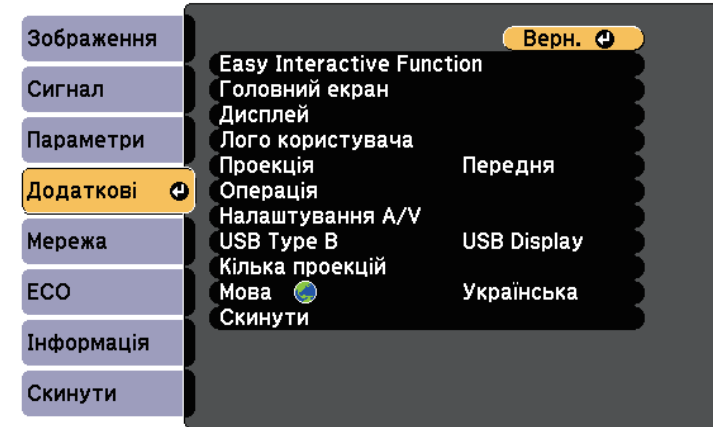 Зображення
Сигнал
Параметри
Додаткові
Мережа
ECO
Інформація
Скинути
Верн.
Easy Interactive Function
Головний екран
Дисплей
Лого користувача
Проекція Передня
Операція
Налаштування A/V
USB Type B USB Display
Кілька проекцій
Мова Українська
Скинути